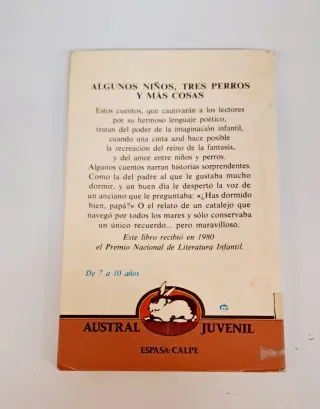 ALGUNOS NIÑOS, TRES PERROS
Y MÁS COSAS
Estos cuentos, que cautivarán a los lectores
por su hermoso lenguaje poético,
tratan del poder de la imaginación infantil,
cuando una cinta azul hace posible
la recreación del reino de la fantasía,
y del amor entre niños y perros.
Algunos cuentos narran historias sorprendentes.
Como la del padre al que le gustaba mucho
dormir, y un buen día le despertó la voz de
un anciano que le preguntaba: «¿Has dormido
bien, papá?» O el relato de un catalejo que
navegó por todos los mares y sólo conservaba
un único recuerdo... pero maravilloso.
Este libro recibió en 1980
el Premio Nacional de Literatura Infantil.
De 7 a 10 años
AUSTRAL JUVENIL
ESPASA-CALPE